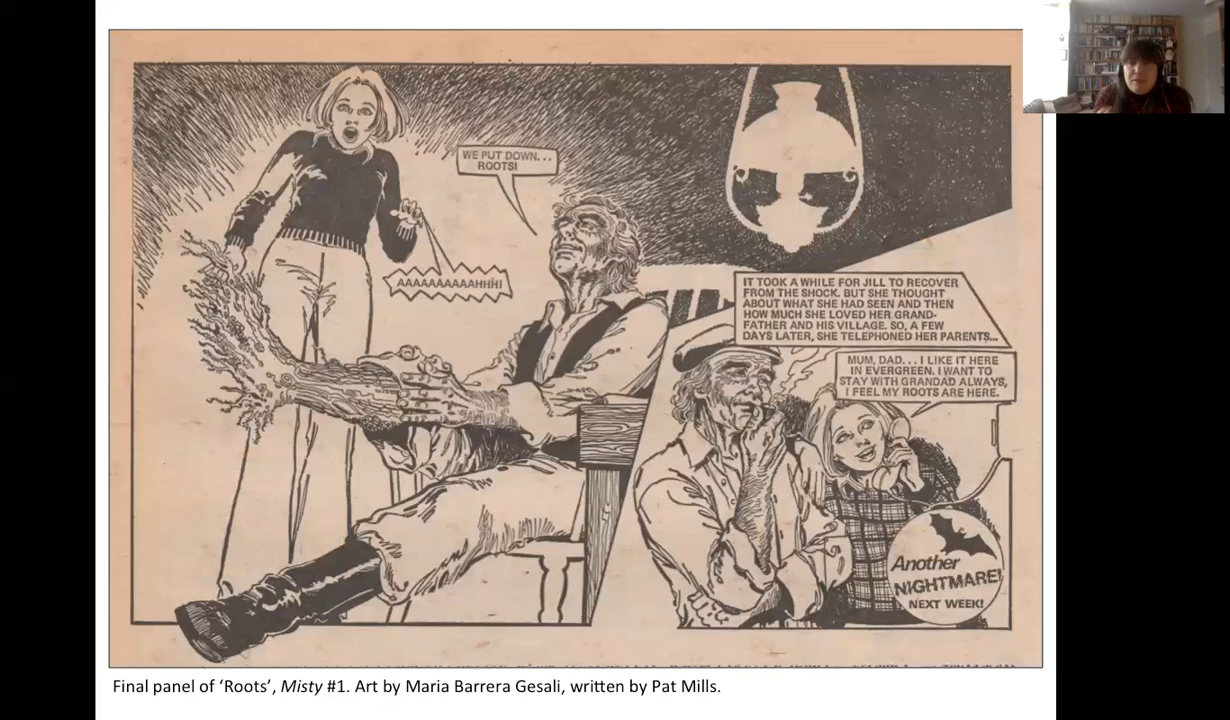 WE PUT DOWN...
ROOTS!
AAAAAAAAAAHHH!
IT TOOK A WHILE FOR JILL TO RECOVER
FROM THE SHOCK. BUT SHE THOUGHT
ABOUT WHAT SHE HAD SEEN AND THEN
HOW MUCH SHE LOVED HER GRAND-
FATHER AND HIS VILLAGE. SO, A FEW
DAYS LATER, SHE TELEPHONED HER PARENTS...
MUM, DAD... I LIKE IT HERE
IN EVERGREEN. I WANT TO
STAY WITH GRANDAD ALWAYS,
I FEEL MY ROOTS ARE HERE.
Another
NIGHTMARE!
NEXT WEEK!
Final panel of ‘Roots’, Misty #1. Art by Maria Barrera Gesali, written by Pat Mills.